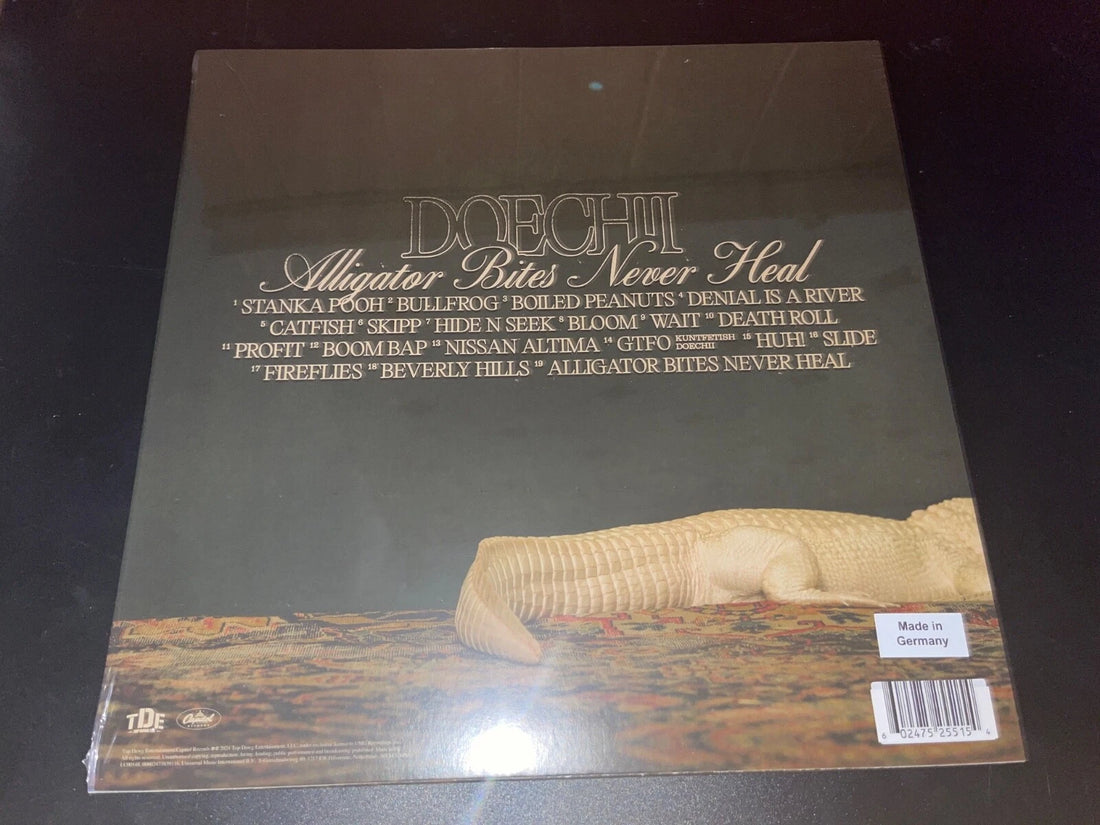 DOECHII
Alligator Bites Never Heal
1 STANKA POOH 2 BULLFROG 3 BOILED PEANUTS 4 DENIAL IS A RIVER
5 CATFISH 6 SKIPP 7 HIDE N SEEK 8 BLOOM 9 WAIT 10 DEATH ROLL
11 PROFIT 12 BOOM BAP 13 NISSAN ALTIMA 14 GTFO KUNTFETISH DOECHII 15 HUH! 16 SLIDE
17 FIREFLIES 18 BEVERLY HILLS 19 ALLIGATOR BITES NEVER HEAL
Made in
Germany
TDE
Capitol
RECORDS
6 02475 25515 4